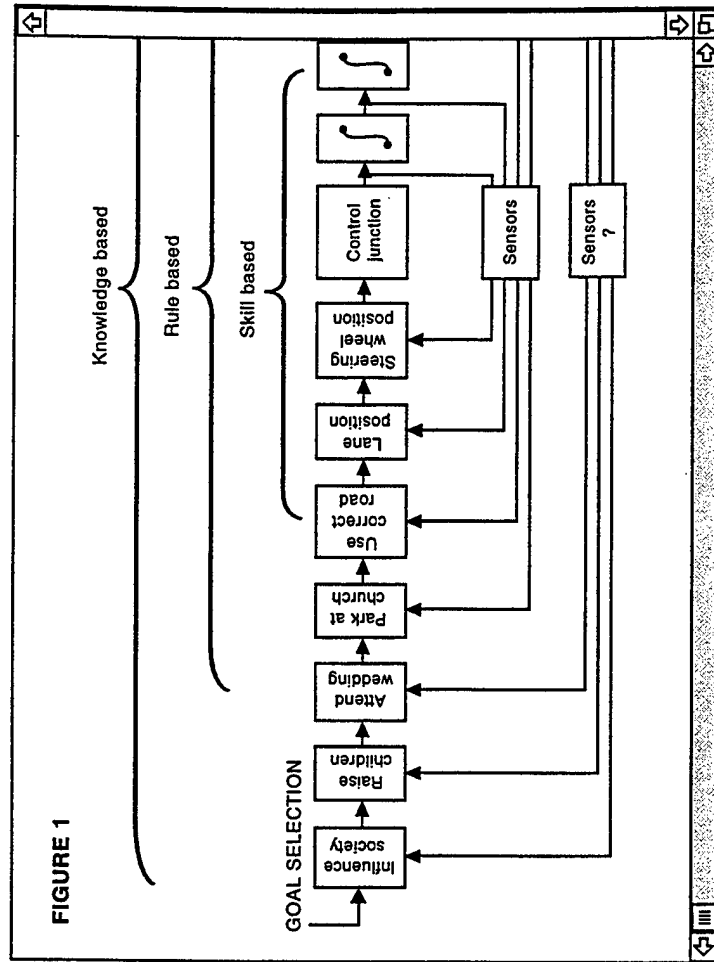 FIGURE 1
Knowledge based
Rule based
Skill based
GOAL SELECTION
Influence
society
Raise
children
Attend
wedding
Park at
church
Use
correct
road
Lane
position
Steering
wheel
position
Control
junction
Sensors
Sensors
?